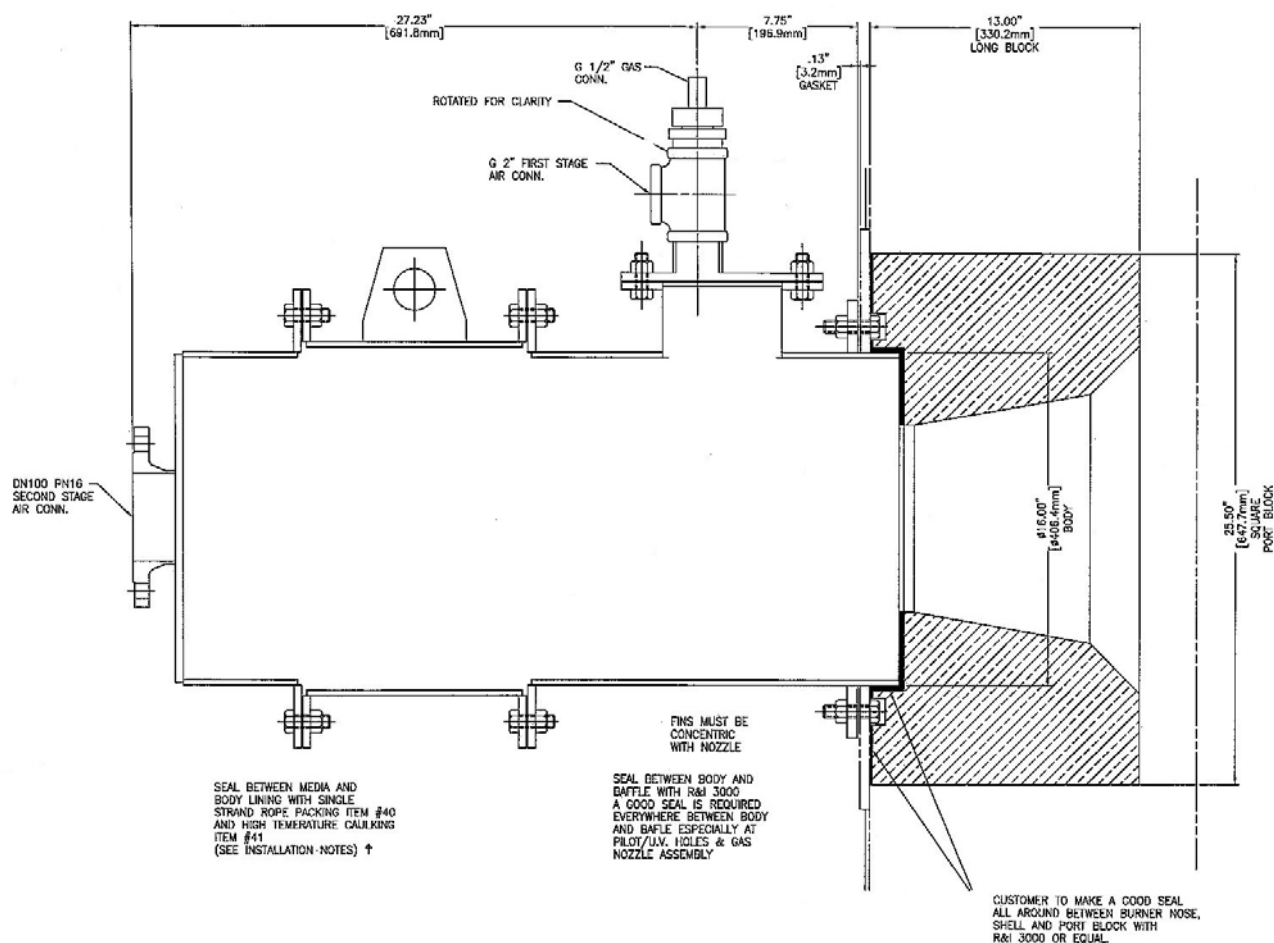 27.23"
[691.8mm]
7.75"
[196.9mm]
13.00"
[330.2mm]
LONG BLOCK
.13"
[3.2mm]
GASKET
G 1/2" GAS
CONN.
ROTATED FOR CLARITY
G 2" FIRST STAGE
AIR CONN.
DN100 PN16
SECOND STAGE
AIR CONN.
ø16.00"
[ø406.4mm]
BODY
25.50"
[647.7mm]
SQUARE
PORT BLOCK
FINS MUST BE
CONCENTRIC
WITH NOZZLE
SEAL BETWEEN MEDIA AND
BODY LINING WITH SINGLE
STRAND ROPE PACKING ITEM #40
AND HIGH TEMERATURE CAULKING
ITEM #41
(SEE INSTALLATION NOTES) ↑
SEAL BETWEEN BODY AND
BAFFLE WITH R&I 3000
A GOOD SEAL IS REQUIRED
EVERYWHERE BETWEEN BODY
AND BAFLE ESPECIALLY AT
PILOT/U.V. HOLES & GAS
NOZZLE ASSEMBLY
CUSTOMER TO MAKE A GOOD SEAL
ALL AROUND BETWEEN BURNER NOSE,
SHELL AND PORT BLOCK WITH
R&I 3000 OR EQUAL